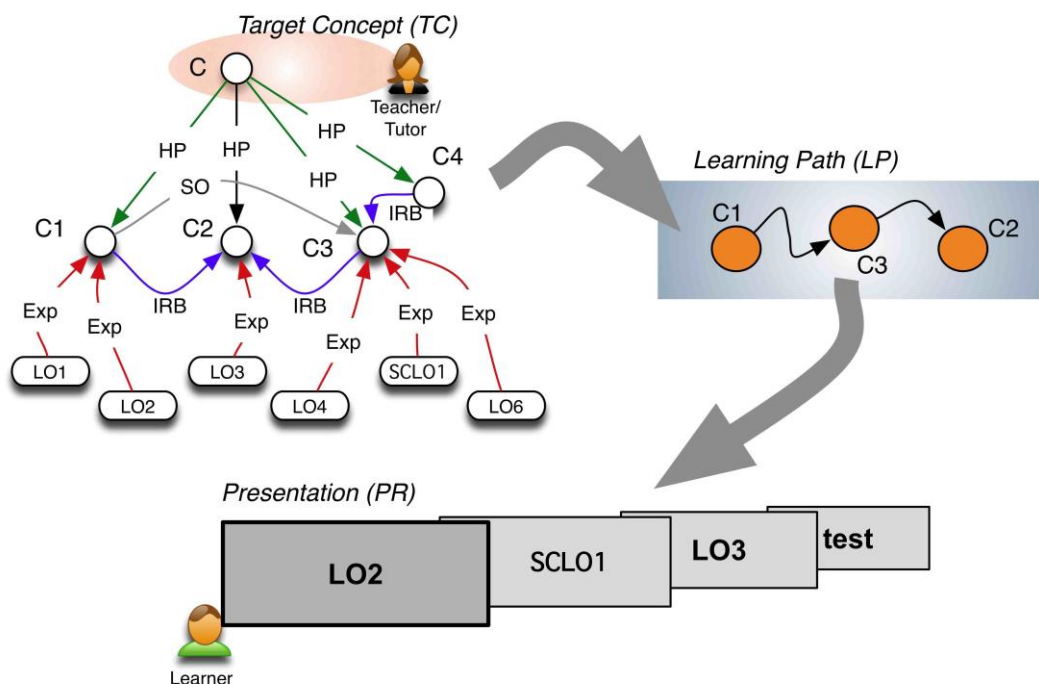 Target Concept (TC)
C
Teacher/
Tutor
HP
HP
HP
HP
C4
SO
IRB
C1
C2
C3
IRB
IRB
Exp
Exp
Exp
Exp
Exp
Exp
LO1
LO2
LO3
LO4
SCLO1
LO6
Learning Path (LP)
C1
C3
C2
Presentation (PR)
LO2
SCLO1
LO3
test
Learner